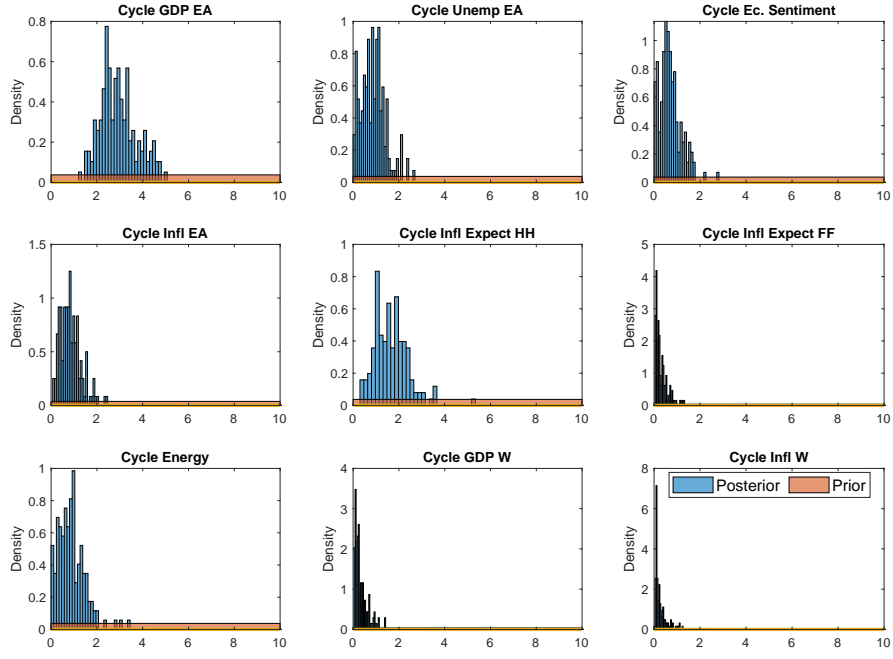 Cycle GDP EA
Density
0.8
0.6
0.4
0.2
0
0 2 4 6 8 10
Cycle Unemp EA
Density
1
0.8
0.6
0.4
0.2
0
0 2 4 6 8 10
Cycle Ec. Sentiment
Density
1
0.8
0.6
0.4
0.2
0
0 2 4 6 8 10
Cycle Infl EA
Density
1.5
1
0.5
0
0 2 4 6 8 10
Cycle Infl Expect HH
Density
1
0.8
0.6
0.4
0.2
0
0 2 4 6 8 10
Cycle Infl Expect FF
Density
5
4
3
2
1
0
0 2 4 6 8 10
Cycle Energy
Density
1
0.8
0.6
0.4
0.2
0
0 2 4 6 8 10
Cycle GDP W
Density
4
3
2
1
0
0 2 4 6 8 10
Cycle Infl W
Density
8
6
4
2
0
0 2 4 6 8 10
Posterior Prior